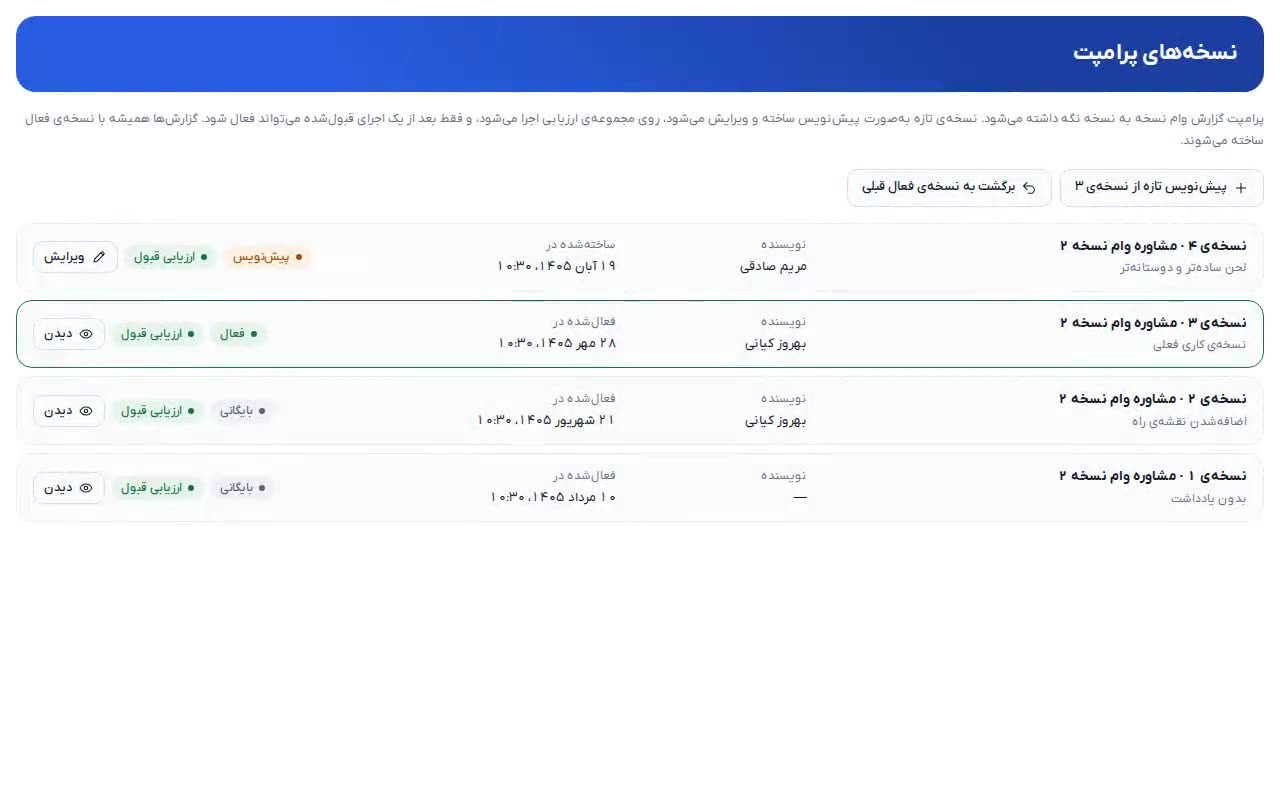 نسخه‌های پرامپت
پرامپت گزارش وام نسخه به نسخه نگه داشته می‌شود. نسخه‌ی تازه به‌صورت پیش‌نویس ساخته و ویرایش می‌شود، روی مجموعه‌ی ارزیابی اجرا می‌شود، و فقط بعد از یک اجرای قبول‌شده می‌تواند فعال شود. گزارش‌ها همیشه با نسخه‌ی فعال
ساخته می‌شوند.
پیش‌نویس تازه از نسخه‌ی ۳
برگشت به نسخه‌ی فعال قبلی
نسخه‌ی ۴ · مشاوره وام نسخه ۲
لحن ساده‌تر و دوستانه‌تر
نویسنده
مریم صادقی
ساخته‌شده در
۱۹ آبان ۱۴۰۵، ۱۰:۳۰
پیش‌نویس
ارزیابی قبول
ویرایش
نسخه‌ی ۳ · مشاوره وام نسخه ۲
نسخه‌ی کاری فعلی
نویسنده
بهروز کیانی
فعال‌شده در
۲۸ مهر ۱۴۰۵، ۱۰:۳۰
فعال
ارزیابی قبول
دیدن
نسخه‌ی ۲ · مشاوره وام نسخه ۲
اضافه‌شدن نقشه‌ی راه
نویسنده
بهروز کیانی
فعال‌شده در
۲۱ شهریور ۱۴۰۵، ۱۰:۳۰
بایگانی
ارزیابی قبول
دیدن
نسخه‌ی ۱ · مشاوره وام نسخه ۲
بدون یادداشت
نویسنده
—
فعال‌شده در
۱۰ مرداد ۱۴۰۵، ۱۰:۳۰
بایگانی
ارزیابی قبول
دیدن